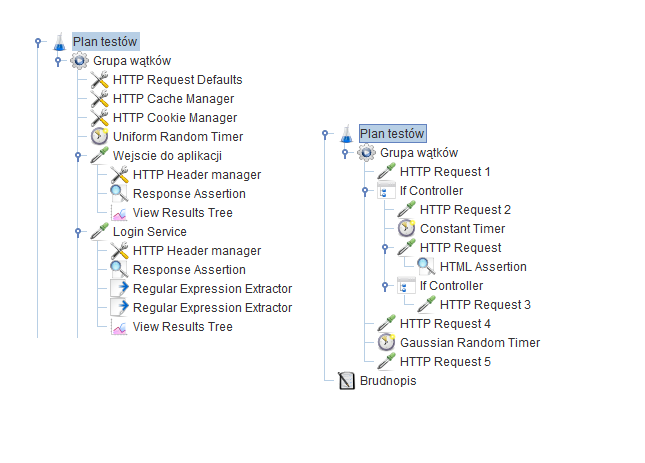 Plan testów
Grupa wątków
HTTP Request Defaults
HTTP Cache Manager
HTTP Cookie Manager
Uniform Random Timer
Wejscie do aplikacji
HTTP Header manager
Response Assertion
View Results Tree
Login Service
HTTP Header manager
Response Assertion
Regular Expression Extractor
Regular Expression Extractor
View Results Tree
Plan testów
Grupa wątków
HTTP Request 1
If Controller
HTTP Request 2
Constant Timer
HTTP Request
HTML Assertion
If Controller
HTTP Request 3
HTTP Request 4
Gaussian Random Timer
HTTP Request 5
Brudnopis